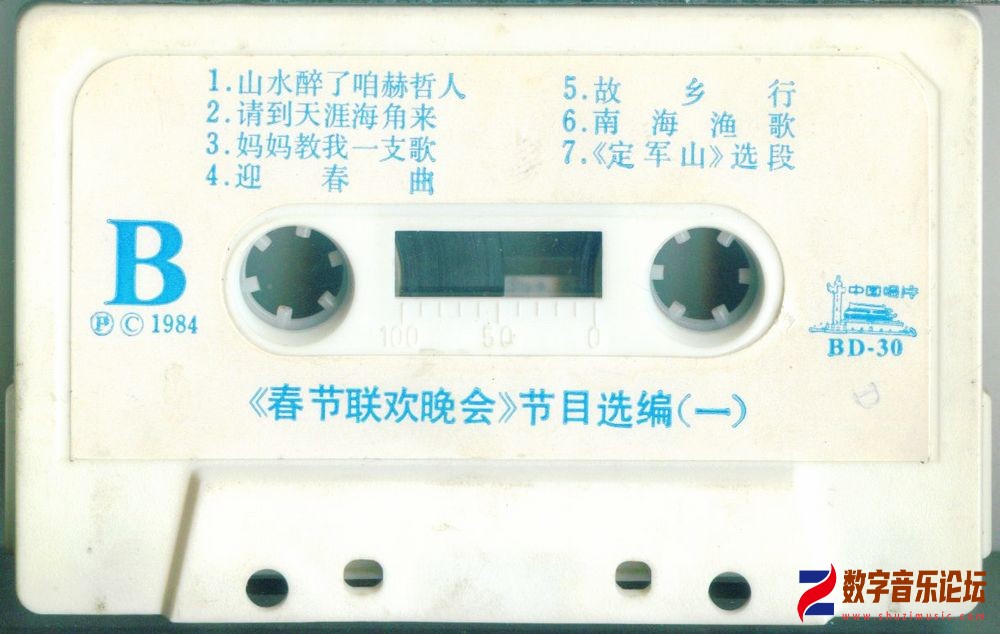 1.山水醉了咱赫哲人
2.请到天涯海角来
3.妈妈教我一支歌
4.迎春曲
5.故乡行
6.南海渔歌
7.《定军山》选段
B
Ⓟ © 1984
中国唱片
BD-30
100 50 0
《春节联欢晚会》节目选编(一)
数字音乐论坛
www.shuzimusic.com